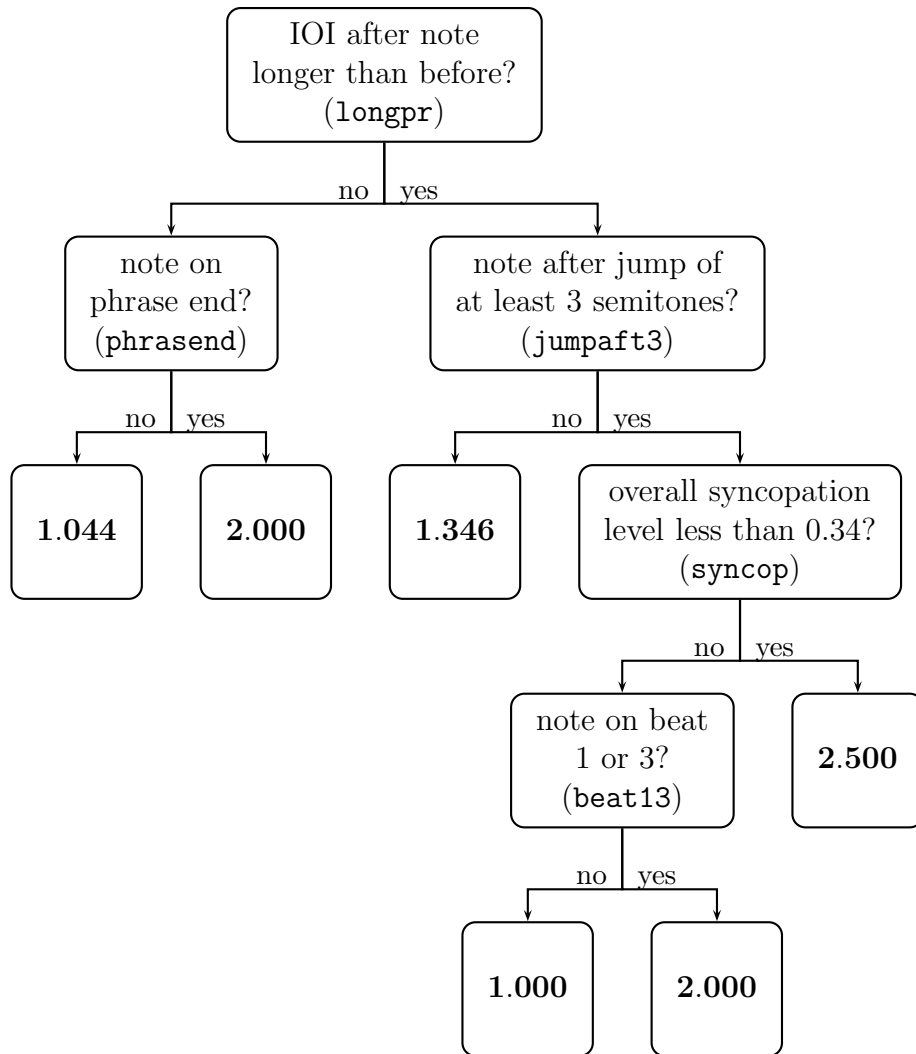 IOI after note
longer than before?
(longpr)
no yes
note on
phrase end?
(phrasend)
note after jump of
at least 3 semitones?
(jumpaft3)
no yes
no yes
1.044
2.000
1.346
overall syncopation
level less than 0.34?
(syncop)
no yes
note on beat
1 or 3?
(beat13)
2.500
no yes
1.000
2.000